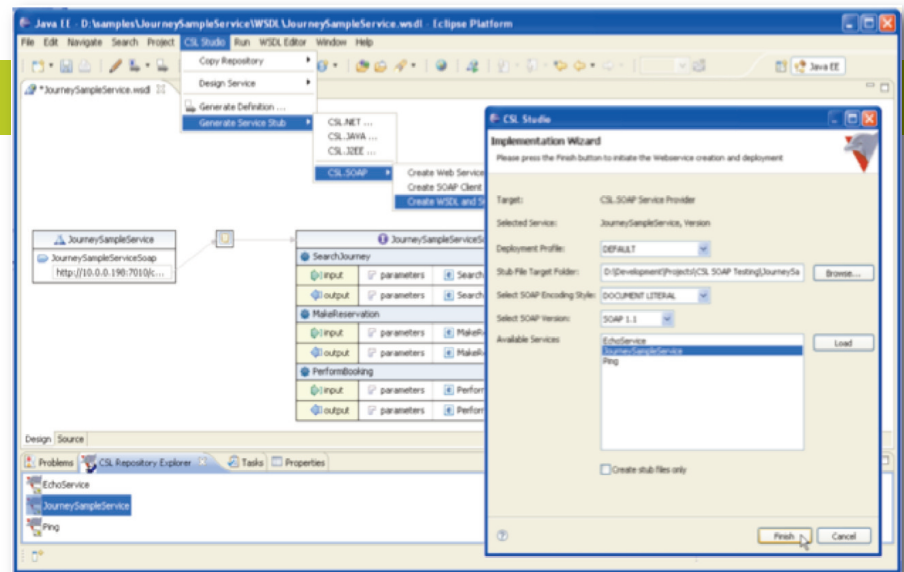 Java EE - D:\samples\JourneySampleService\WSDL\JourneySampleService.wsdl - Eclipse Platform
File Edit Navigate Search Project CSL Studio Run WSDL Editor Window Help
Java EE
*JourneySampleService.wsdl
Copy Repository
Design Service
Generate Definition ...
Generate Service Stub
CSL.NET ...
CSL.JAVA ...
CSL.J2EE ...
CSL.SOAP
Create Web Service
Create SOAP Client
Create WSDL and
JourneySampleService
JourneySampleServiceSoap
http://10.0.0.198:7010/c...
SearchJourney
input parameters Search
output parameters Search
MakeReservation
input parameters MakeR
output parameters MakeR
PerformBooking
input parameters Perfor
output parameters Perfor
Design Source
Problems CSL Repository Explorer Tasks Properties
EchoService
JourneySampleService
Ping
CSL Studio
Implementation Wizard
Please press the Finish button to initiate the Webservice creation and deployment
Target: CSL.SOAP Service Provider
Selected Service: JourneySampleService, Version
Deployment Profile: DEFAULT
Stub File Target Folder: D:\Development\Projects\CSL SOAP Testing\JourneySa Browse...
Select SOAP Encoding Style: DOCUMENT LITERAL
Select SOAP Version: SOAP 1.1
Available Services EchoService Load
JourneySampleService
Ping
Create stub files only
Finish Cancel